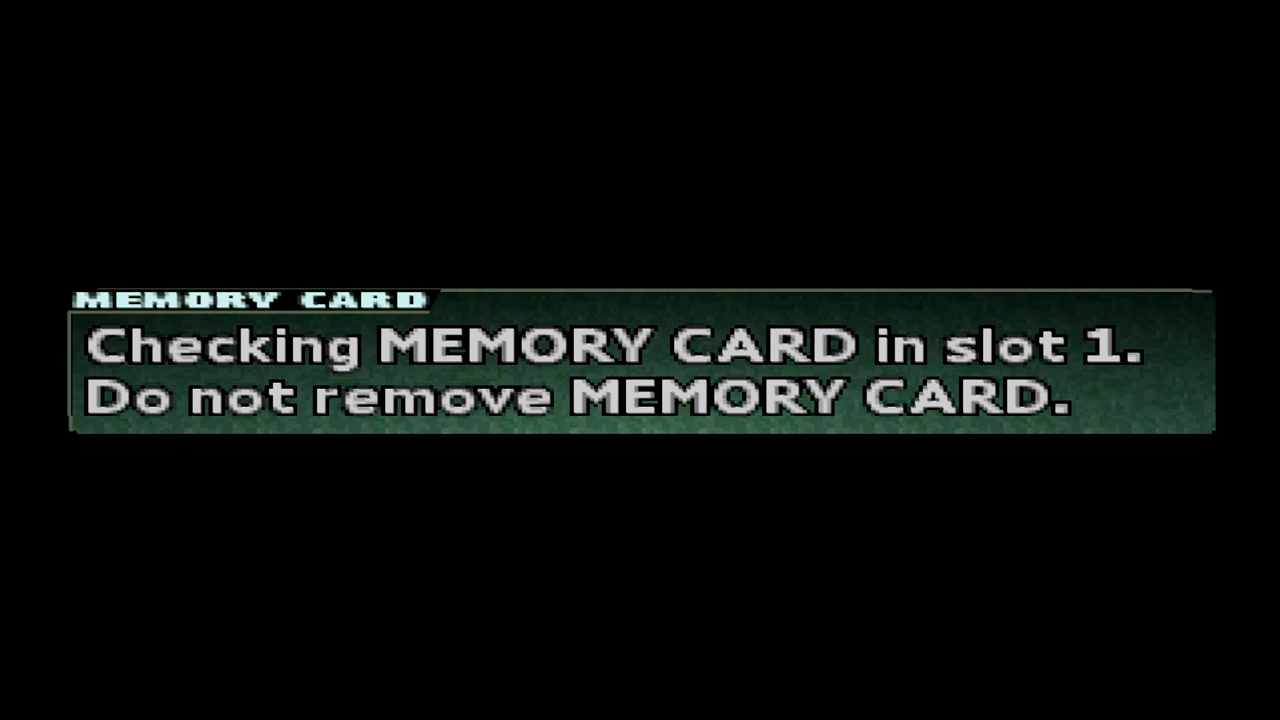 MEMORY CARD
Checking MEMORY CARD in slot 1.
Do not remove MEMORY CARD.